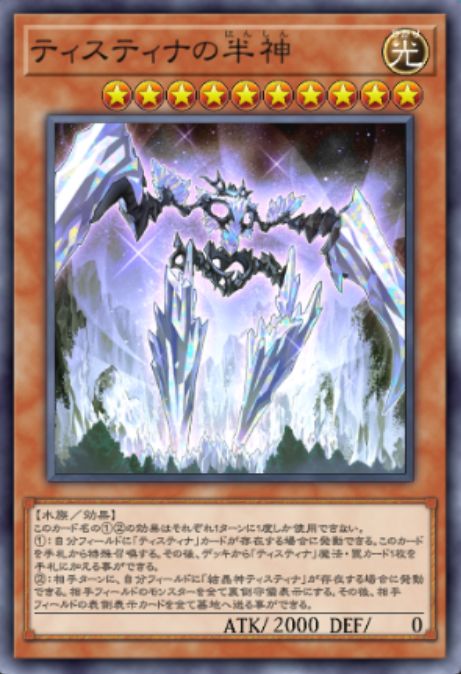 ティスティナの半神
はんしん
光
【水族／効果】
このカード名の①②の効果はそれぞれ1ターンに1度しか使用できない。
①：自分フィールドに「ティスティナ」カードが存在する場合に発動できる。このカード
を手札から特殊召喚する。その後、デッキから「ティスティナ」魔法・罠カード1枚を
手札に加える事ができる。
②：相手ターンに、自分フィールドに「結晶神ティスティナ」が存在する場合に発動
できる。相手フィールドのモンスターを全て裏側守備表示にする。その後、相手
フィールドの表側表示カードを全て墓地へ送る事ができる。
ATK/ 2000 DEF/ 0